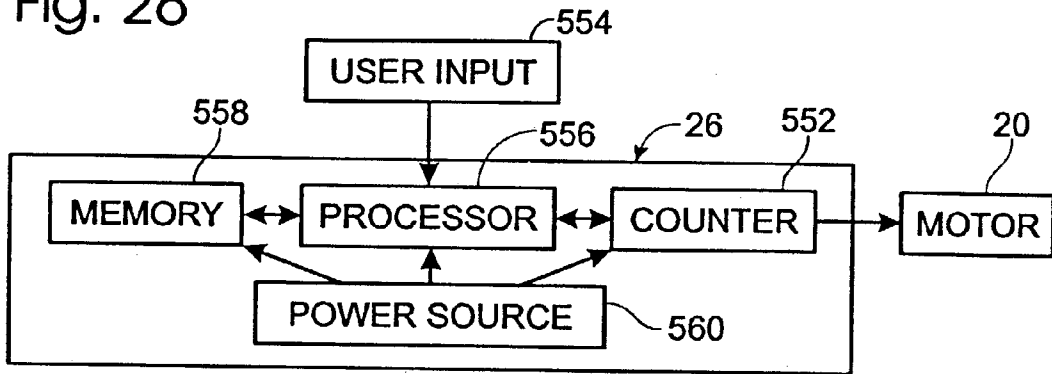 Fig. 26
554
USER INPUT
558
556
26
552
20
MEMORY
PROCESSOR
COUNTER
MOTOR
POWER SOURCE
560